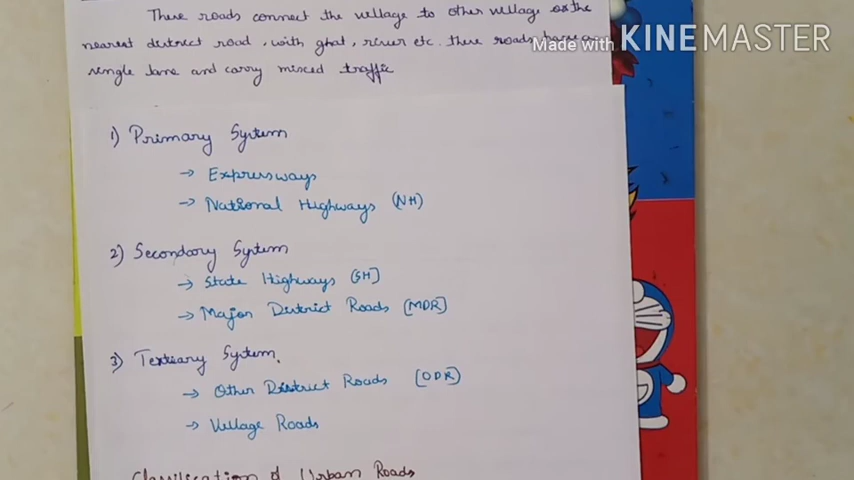 These roads connect the village to other village or the
nearest district road, with ghat, river etc. These roads have
single lane and carry mixed traffic
Made with KINEMASTER
1) Primary System
→ Expressways
→ National Highways (NH)
2) Secondary System
→ State Highways (SH]
→ Major District Roads [MDR]
3) Tertiary System.
→ Other District Roads [ODR]
→ Village Roads
Classification of Urban Roads